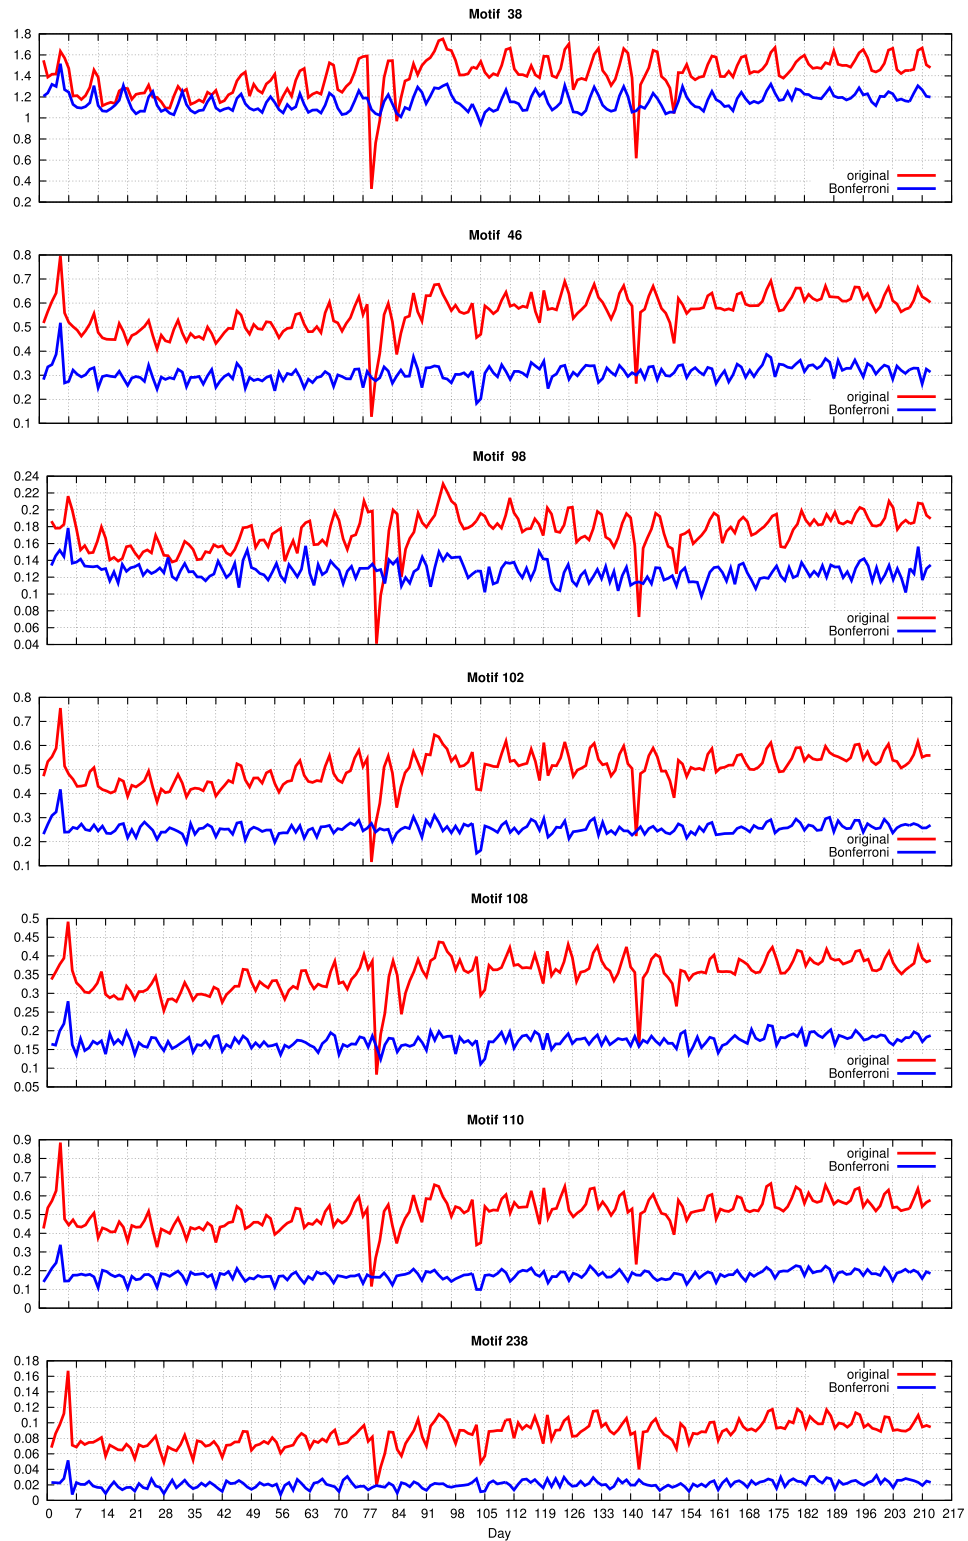 Motif 38
1.8
1.6
1.4
1.2
1
0.8
0.6
0.4
0.2
original
Bonferroni
Motif 46
0.8
0.7
0.6
0.5
0.4
0.3
0.2
0.1
original
Bonferroni
Motif 98
0.24
0.22
0.2
0.18
0.16
0.14
0.12
0.1
0.08
0.06
0.04
original
Bonferroni
Motif 102
0.8
0.7
0.6
0.5
0.4
0.3
0.2
0.1
original
Bonferroni
Motif 108
0.5
0.45
0.4
0.35
0.3
0.25
0.2
0.15
0.1
0.05
original
Bonferroni
Motif 110
0.9
0.8
0.7
0.6
0.5
0.4
0.3
0.2
0.1
0
original
Bonferroni
Motif 238
0.18
0.16
0.14
0.12
0.1
0.08
0.06
0.04
0.02
0
original
Bonferroni
0 7 14 21 28 35 42 49 56 63 70 77 84 91 98 105 112 119 126 133 140 147 154 161 168 175 182 189 196 203 210 217
Day